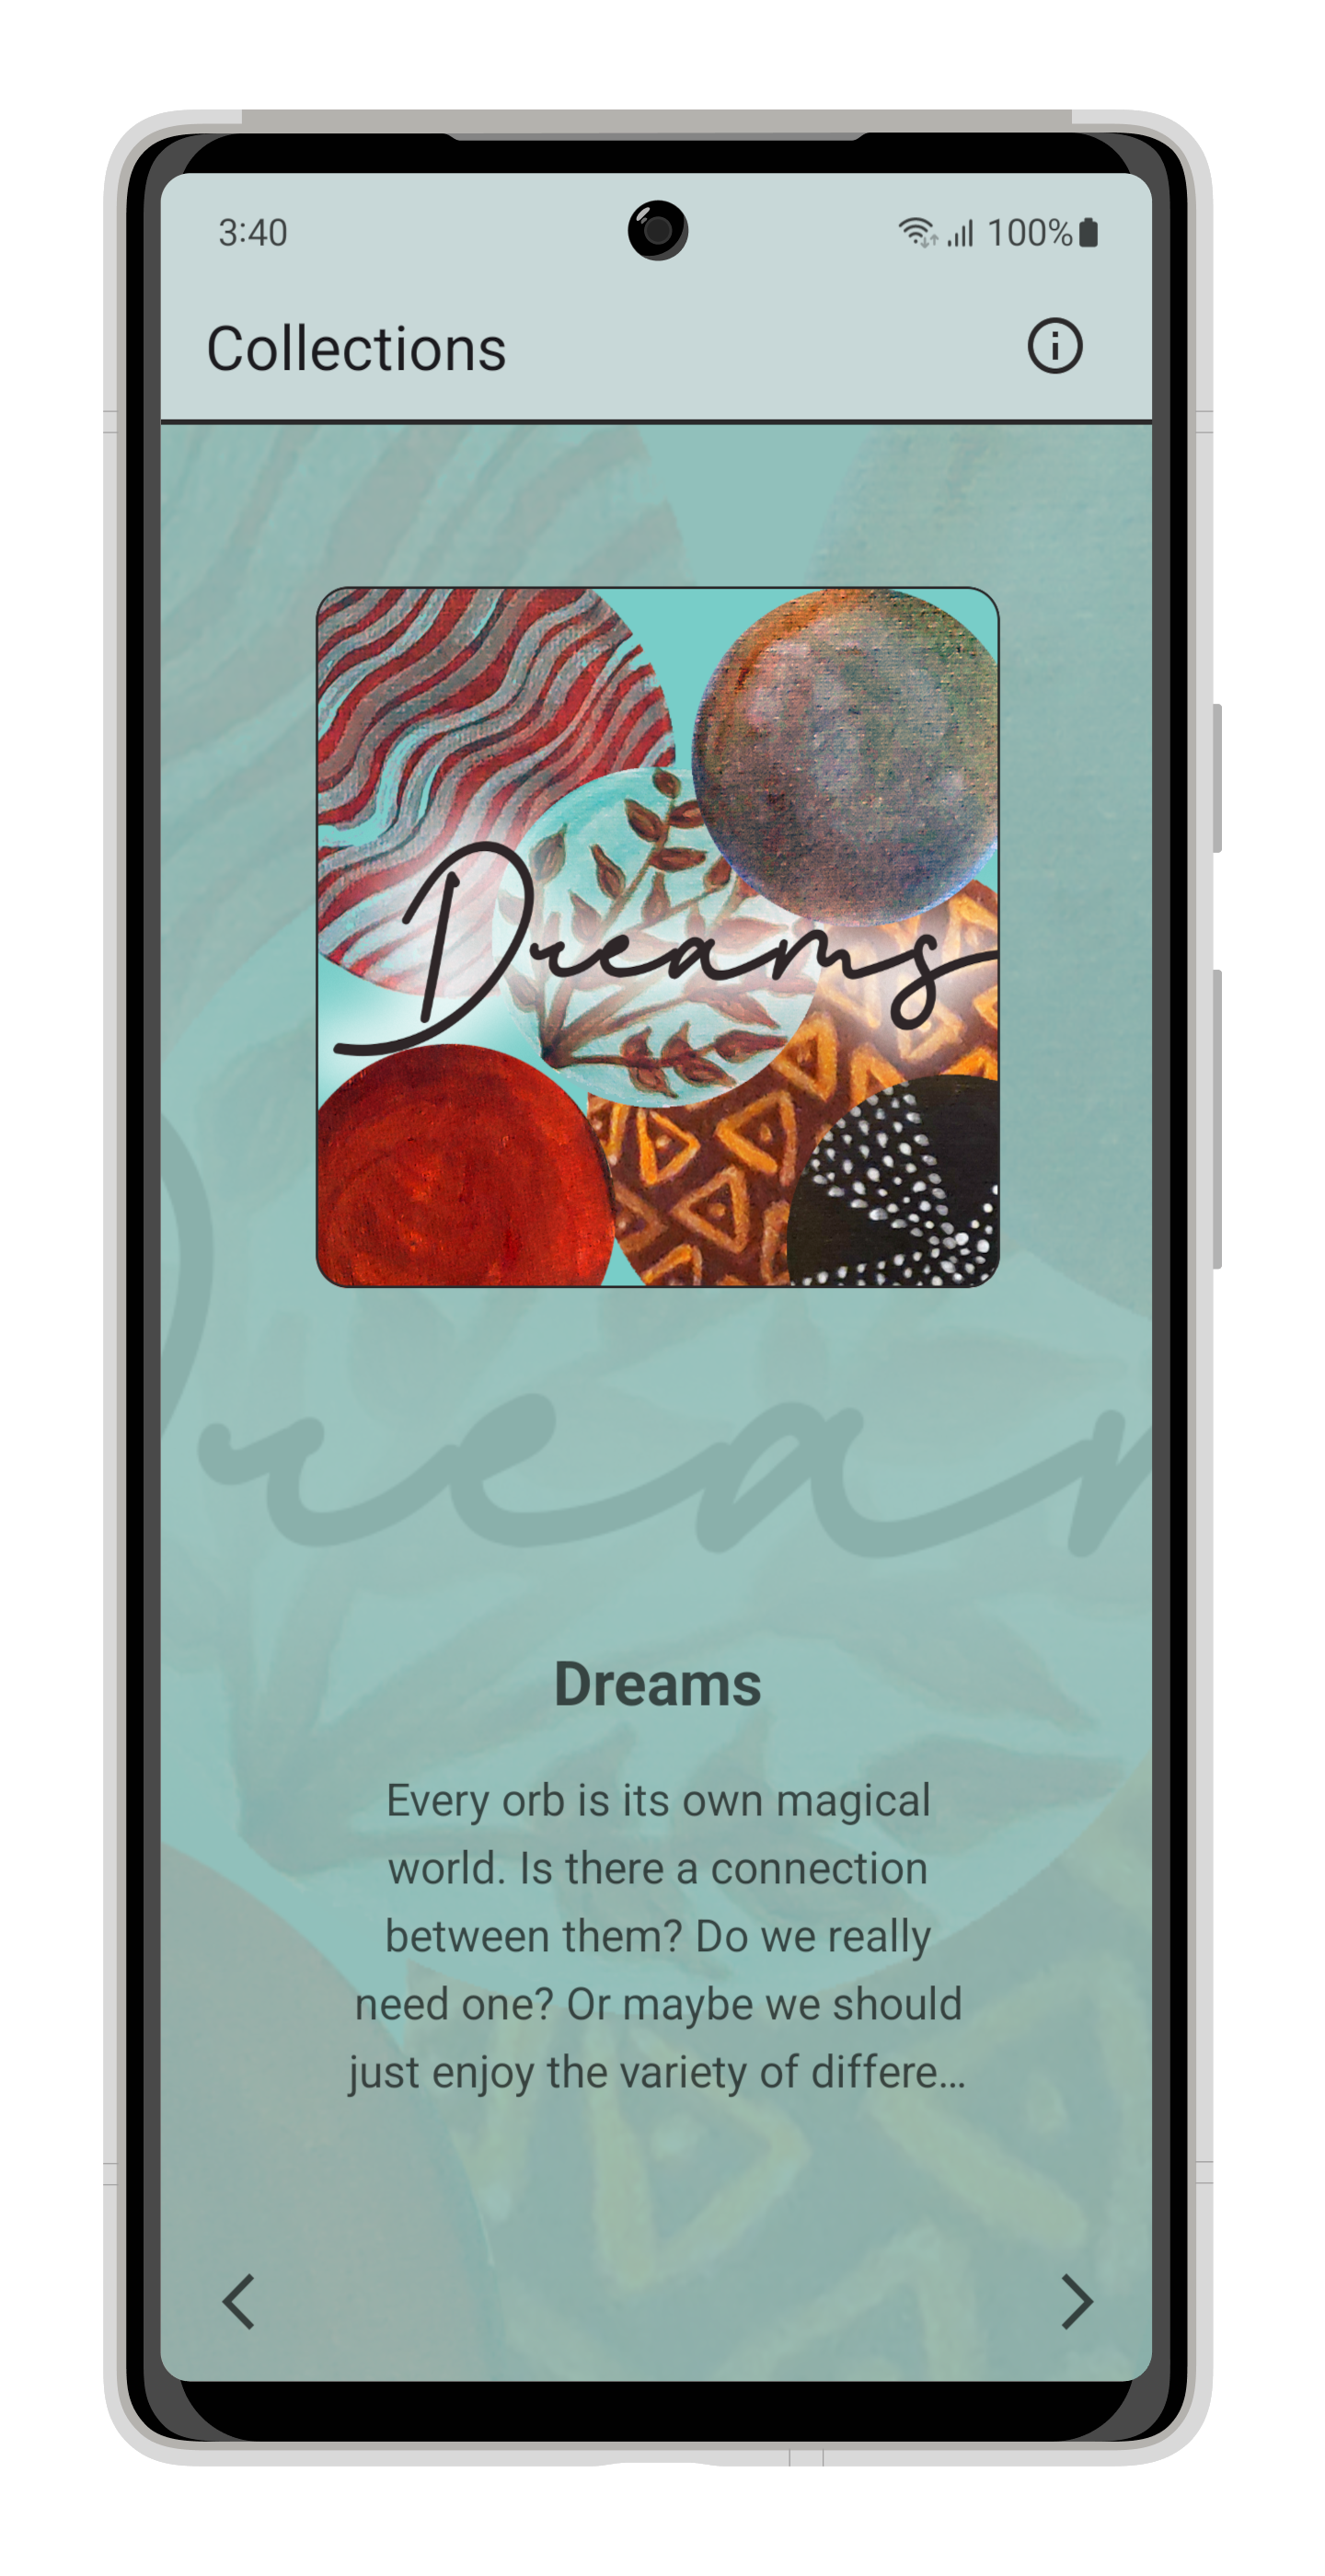 3:40 100%
Collections
Dreams
Dream
Dreams
Every orb is its own magical
world. Is there a connection
between them? Do we really
need one? Or maybe we should
just enjoy the variety of differe...